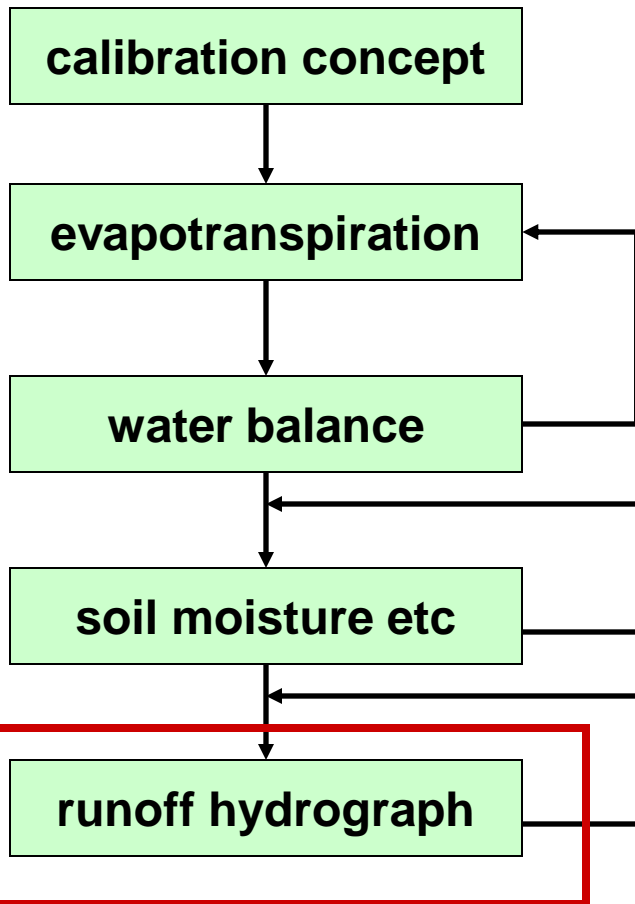 calibration concept
evapotranspiration
water balance
soil moisture etc
runoff hydrograph